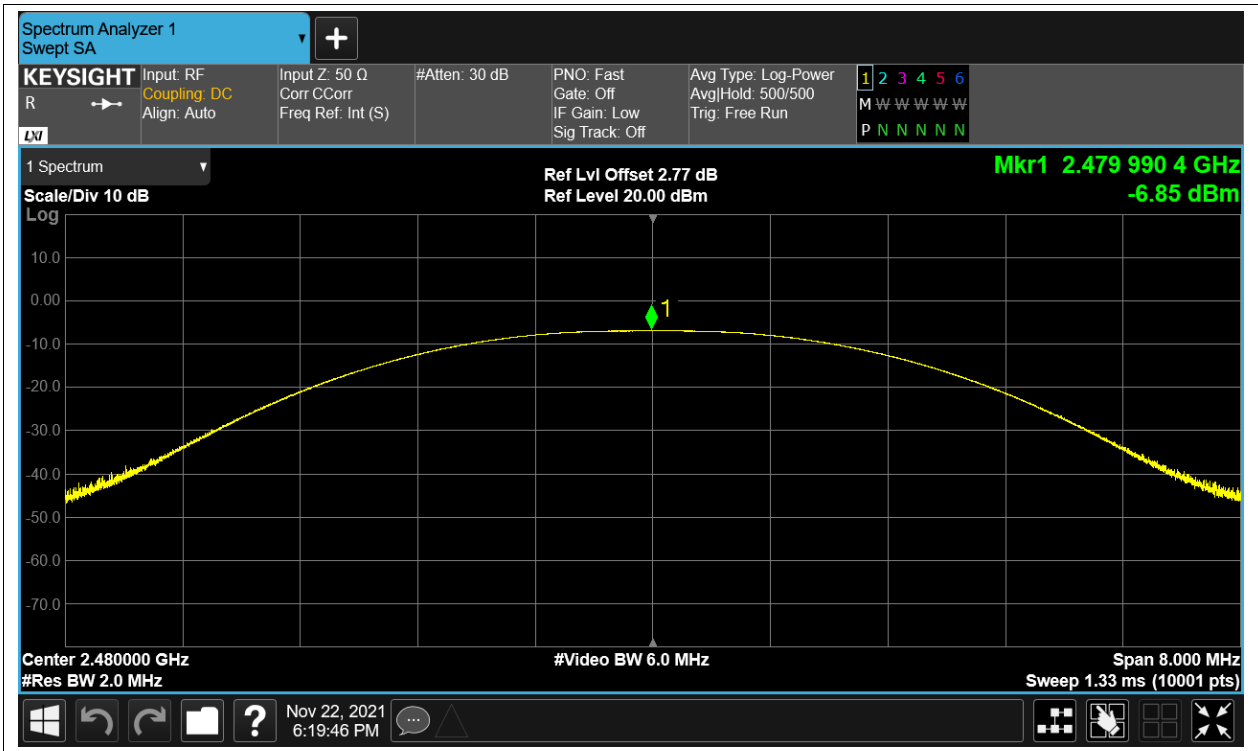 Spectrum Analyzer 1
Swept SA
KEYSIGHT
R
LXI
Input: RF
Coupling: DC
Align: Auto
Input Z: 50 Ω
Corr CCorr
Freq Ref: Int (S)
#Atten: 30 dB
PNO: Fast
Gate: Off
IF Gain: Low
Sig Track: Off
Avg Type: Log-Power
Avg|Hold: 500/500
Trig: Free Run
1 2 3 4 5 6
M W W W W W W
P N N N N N N
1 Spectrum
Scale/Div 10 dB
Ref Lvl Offset 2.77 dB
Ref Level 20.00 dBm
Mkr1 2.479 990 4 GHz
-6.85 dBm
Log
10.0
0.00
-10.0
-20.0
-30.0
-40.0
-50.0
-60.0
-70.0
1
Center 2.480000 GHz
#Video BW 6.0 MHz
Span 8.000 MHz
#Res BW 2.0 MHz
Sweep 1.33 ms (10001 pts)
?
Nov 22, 2021
6:19:46 PM